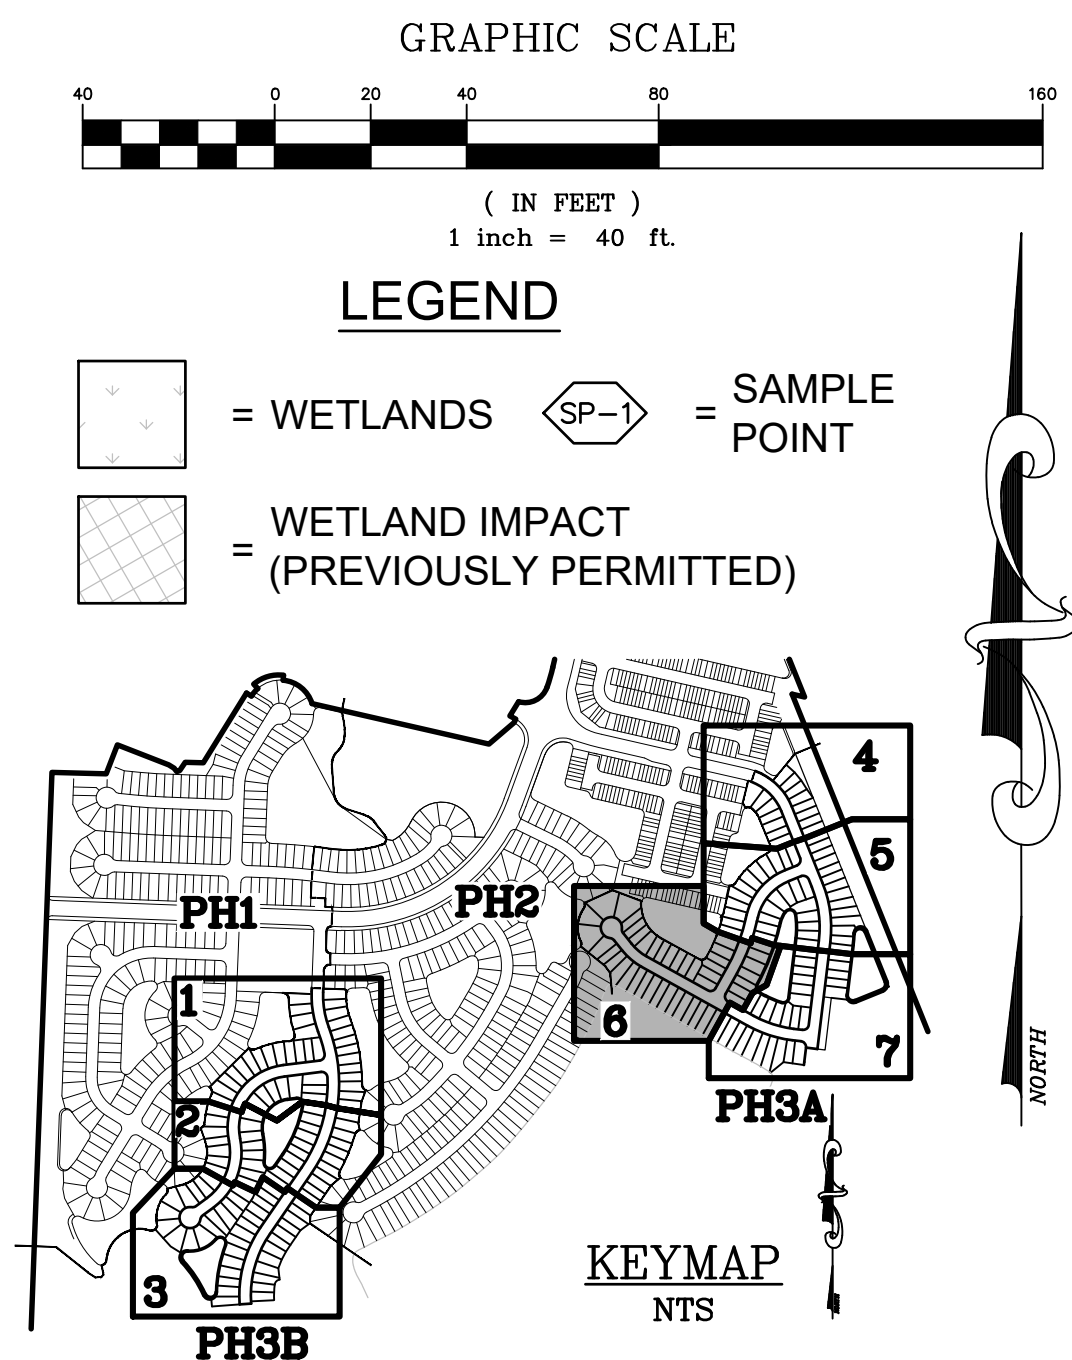 GRAPHIC SCALE
40 0 20 40 80 160
( IN FEET )
1 inch = 40 ft.
LEGEND
= WETLANDS
SP-1 = SAMPLE
POINT
= WETLAND IMPACT
(PREVIOUSLY PERMITTED)
4
5
PH1
PH2
1
6
7
2
PH3A
NORTH
3
PH3B
KEYMAP
NTS